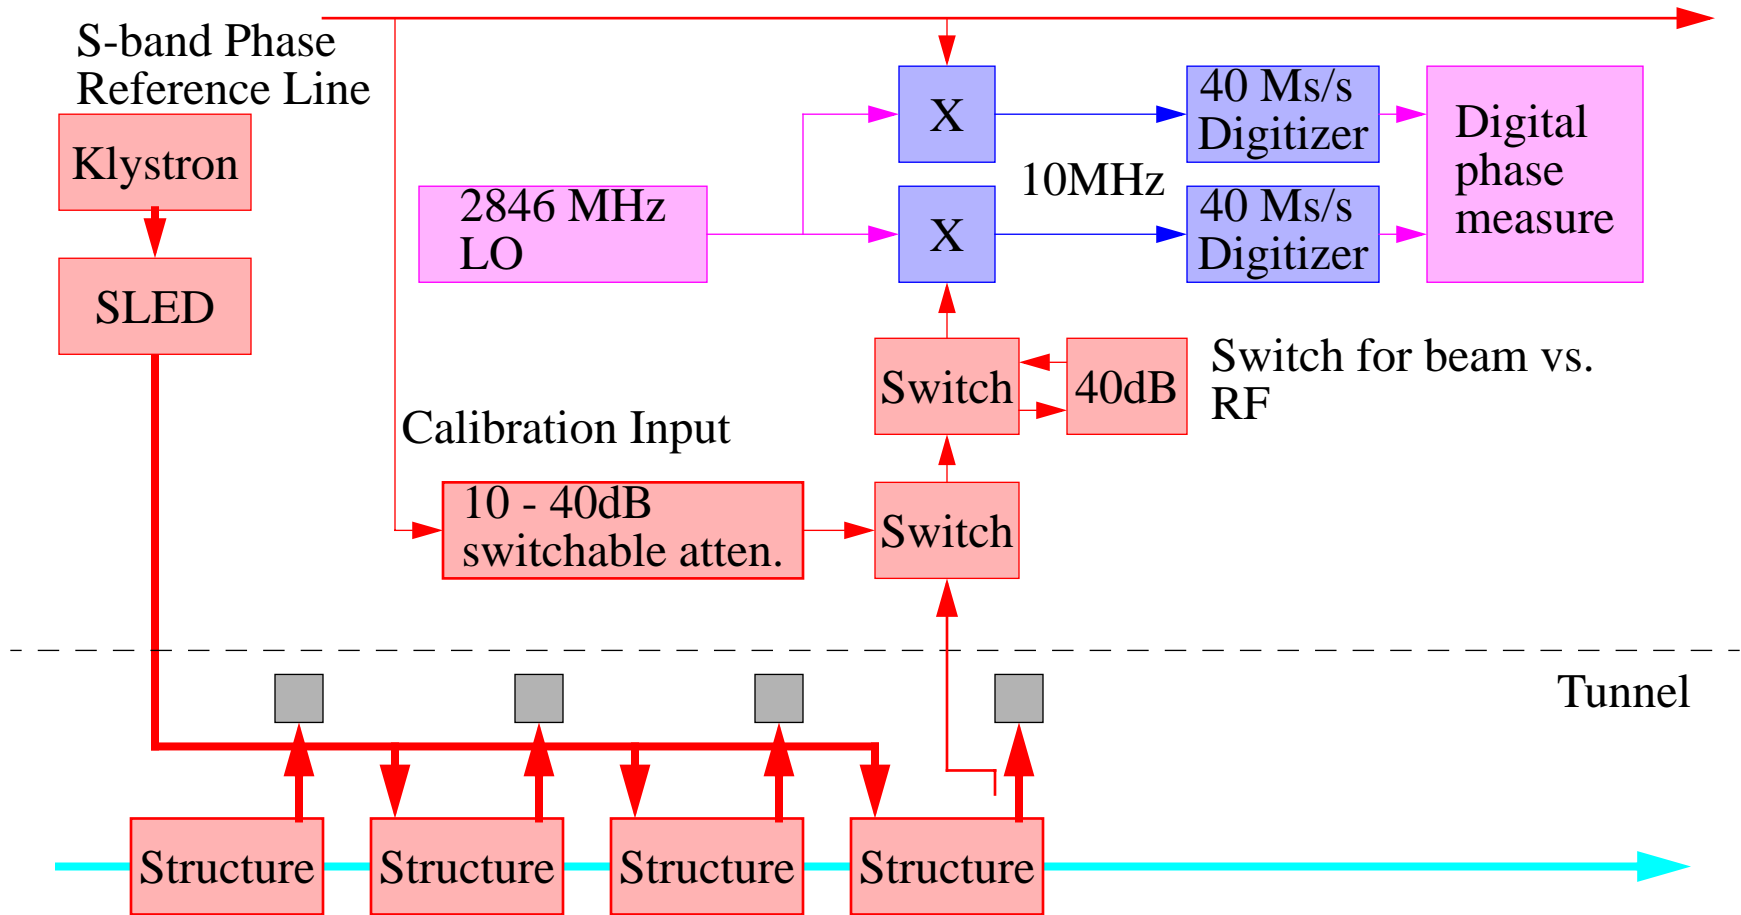 S-band Phase
Reference Line
Klystron
SLED
2846 MHz
LO
X
X
10MHz
40 Ms/s
Digitizer
40 Ms/s
Digitizer
Digital
phase
measure
Switch
40dB
Switch for beam vs.
RF
Calibration Input
10 - 40dB
switchable atten.
Switch
Tunnel
Structure
Structure
Structure
Structure